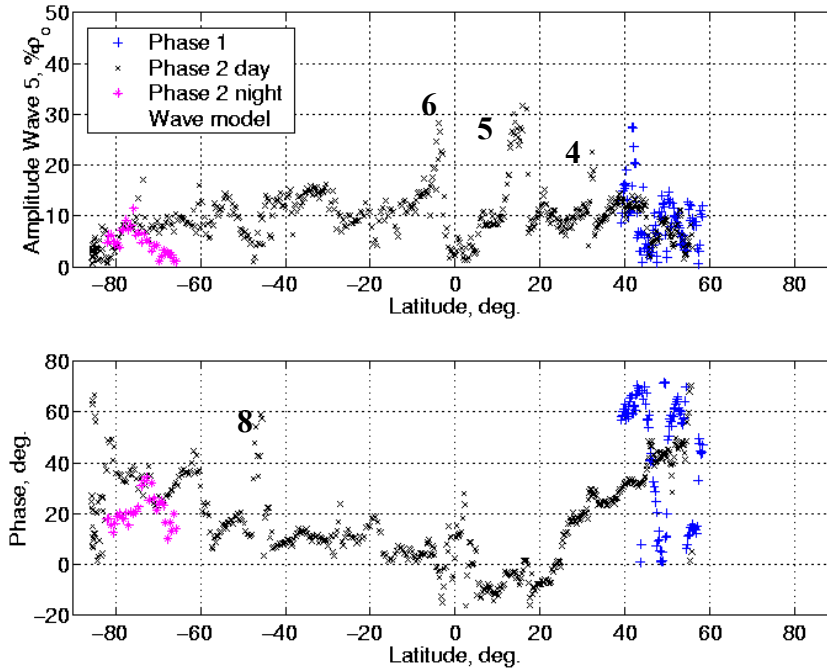 50
40
30
20
10
0
Amplitude Wave 5, %ρ₀
+ Phase 1
× Phase 2 day
* Phase 2 night
Wave model
6
5
4
−80 −60 −40 −20 0 20 40 60 80
Latitude, deg.
80
60
40
20
0
−20
Phase, deg.
8
−80 −60 −40 −20 0 20 40 60 80
Latitude, deg.